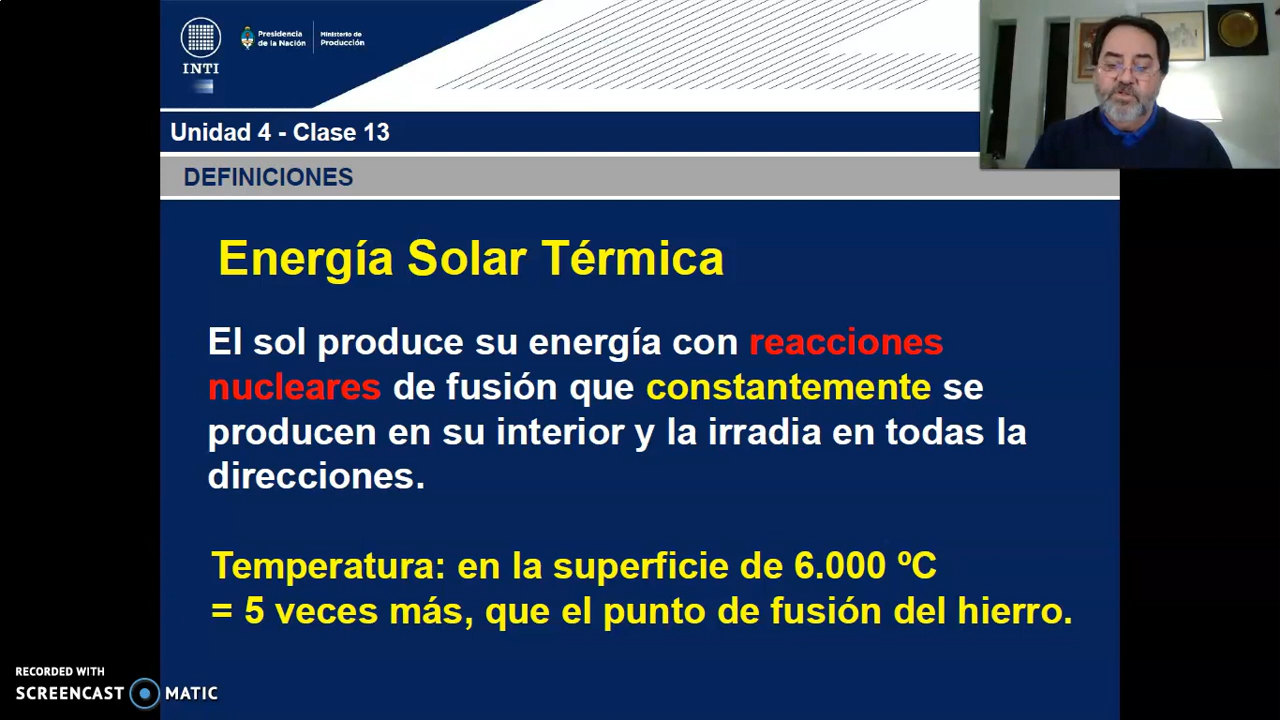 INTI
Presidencia
de la Nación
Ministerio de
Producción
Unidad 4 - Clase 13
DEFINICIONES
Energía Solar Térmica
El sol produce su energía con reacciones
nucleares de fusión que constantemente se
producen en su interior y la irradia en todas la
direcciones.
Temperatura: en la superficie de 6.000 ºC
= 5 veces más, que el punto de fusión del hierro.
RECORDED WITH
SCREENCAST MATIC